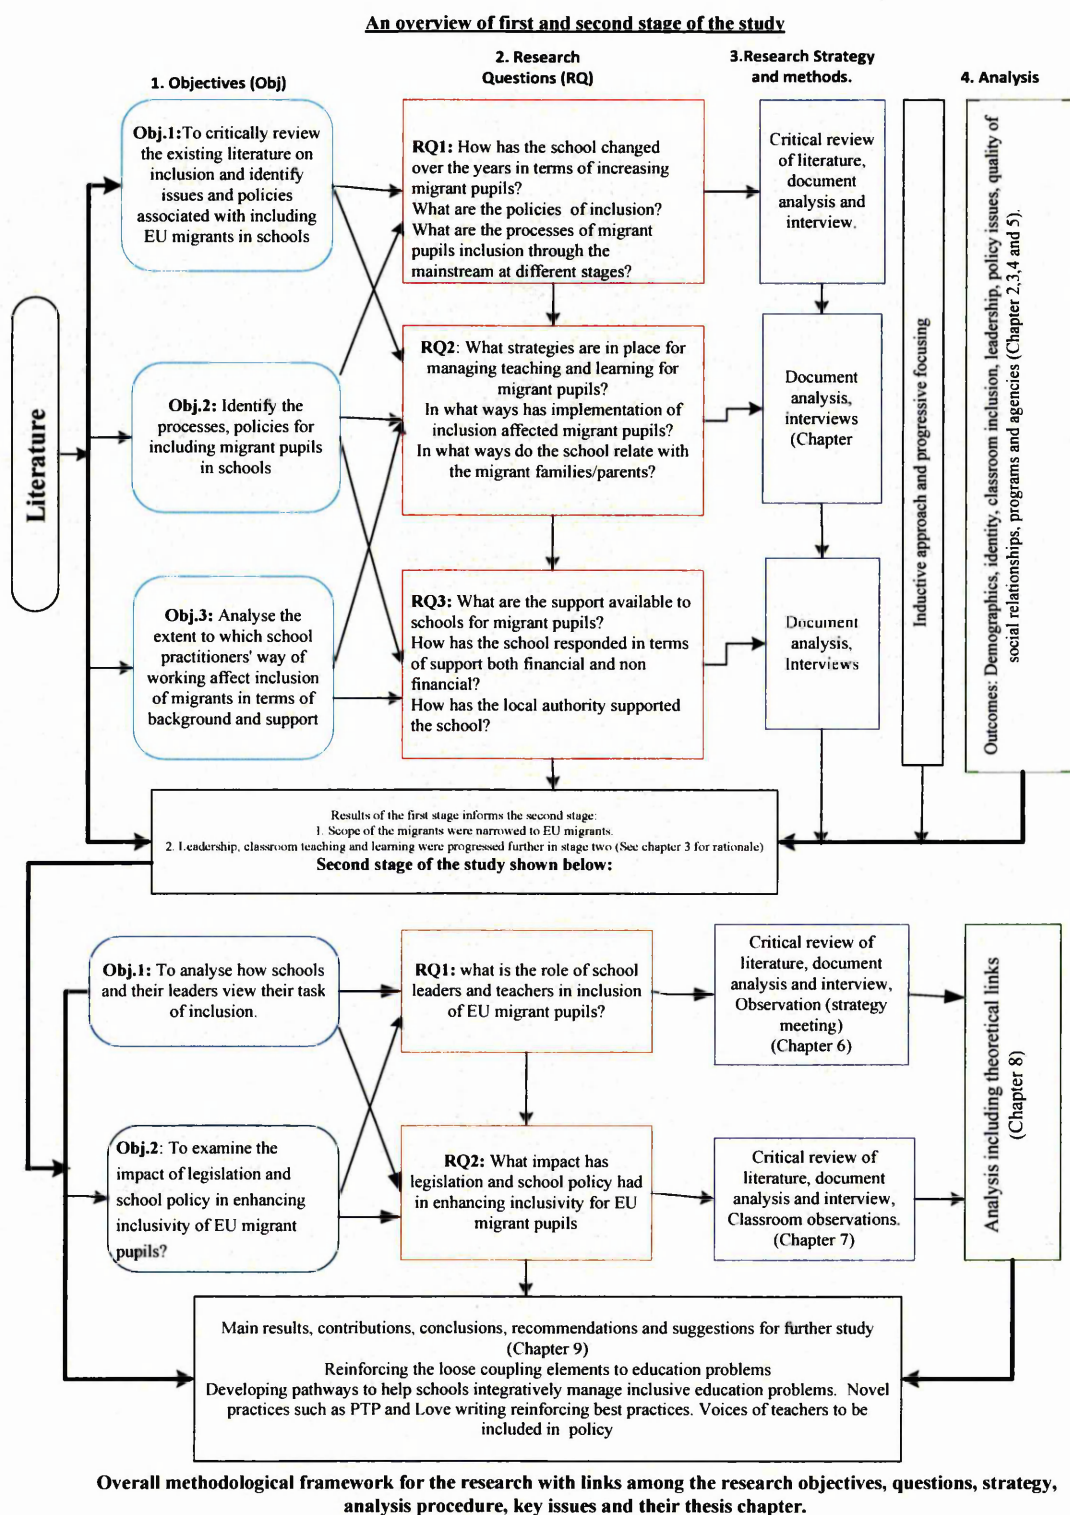 An overview of first and second stage of the study
1. Objectives (Obj)
2. Research
Questions (RQ)
3.Research Strategy
and methods.
4. Analysis
Literature
Obj.1:To critically review
the existing literature on
inclusion and identify
issues and policies
associated with including
EU migrants in schools
RQ1: How has the school changed
over the years in terms of increasing
migrant pupils?
What are the policies of inclusion?
What are the processes of migrant
pupils inclusion through the
mainstream at different stages?
Critical review
of literature,
document
analysis and
interview.
Obj.2: Identify the
processes, policies for
including migrant pupils
in schools
RQ2: What strategies are in place for
managing teaching and learning for
migrant pupils?
In what ways has implementation of
inclusion affected migrant pupils?
In what ways do the school relate with
the migrant families/parents?
Document
analysis,
interviews
(Chapter
Obj.3: Analyse the
extent to which school
practitioners' way of
working affect inclusion
of migrants in terms of
background and support
RQ3: What are the support available to
schools for migrant pupils?
How has the school responded in terms
of support both financial and non
financial?
How has the local authority supported
the school?
Document
analysis,
Interviews
Inductive approach and progressive focusing
Outcomes: Demographics, identity, classroom inclusion, leadership, policy issues, quality of
social relationships, programs and agencies (Chapter 2,3,4 and 5).
Results of the first stage informs the second stage:
1. Scope of the migrants were narrowed to EU migrants.
2. Leadership, classroom teaching and learning were progressed further in stage two (See chapter 3 for rationale)
Second stage of the study shown below:
Obj.1: To analyse how schools
and their leaders view their task
of inclusion.
RQ1: what is the role of school
leaders and teachers in inclusion
of EU migrant pupils?
Critical review of
literature, document
analysis and interview,
Observation (strategy
meeting)
(Chapter 6)
Obj.2: To examine the
impact of legislation and
school policy in enhancing
inclusivity of EU migrant
pupils?
RQ2: What impact has
legislation and school policy had
in enhancing inclusivity for EU
migrant pupils
Critical review of
literature, document
analysis and interview,
Classroom observations.
(Chapter 7)
Analysis including theoretical links
(Chapter 8)
Main results, contributions, conclusions, recommendations and suggestions for further study
(Chapter 9)
Reinforcing the loose coupling elements to education problems
Developing pathways to help schools integratively manage inclusive education problems. Novel
practices such as PTP and Love writing reinforcing best practices. Voices of teachers to be
included in policy
Overall methodological framework for the research with links among the research objectives, questions, strategy,
analysis procedure, key issues and their thesis chapter.